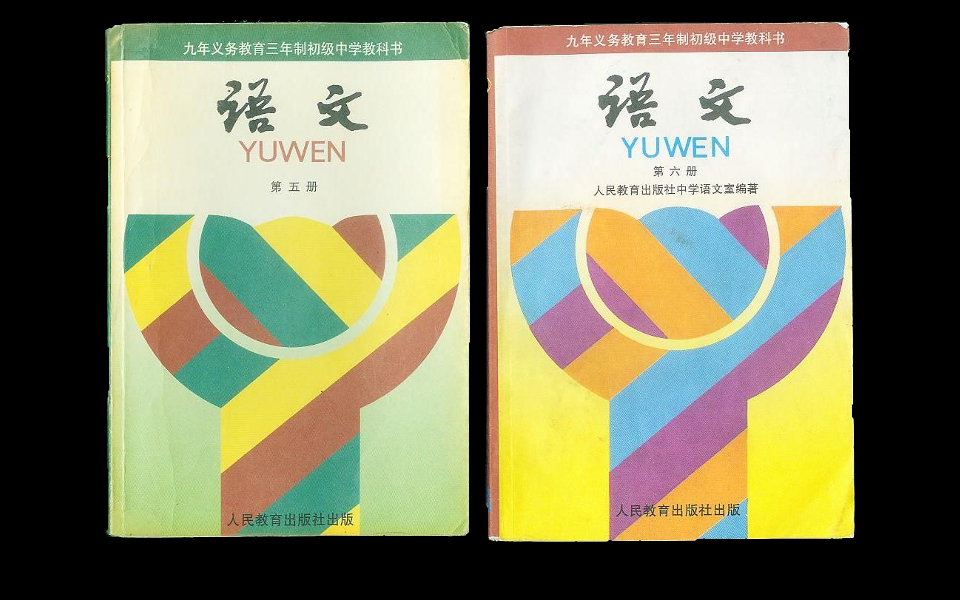 九年义务教育三年制初级中学教科书
语文
YUWEN
第五册
人民教育出版社出版
九年义务教育三年制初级中学教科书
语文
YUWEN
第六册
人民教育出版社中学语文室编著
人民教育出版社出版